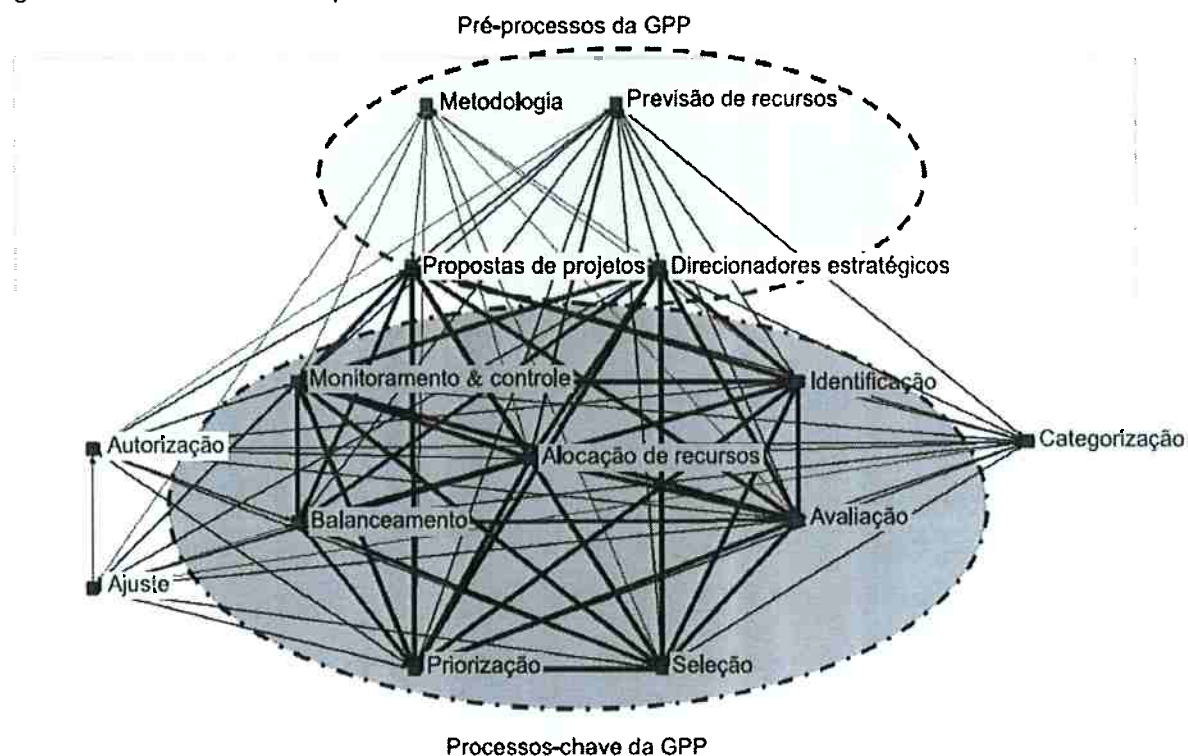 Pré-processos da GPP
Metodologia
Previsão de recursos
Propostas de projetos
Direcionadores estratégicos
Monitoramento & controle
Identificação
Autorização
Alocação de recursos
Categorização
Balanceamento
Avaliação
Ajuste
Priorização
Seleção
Processos-chave da GPP